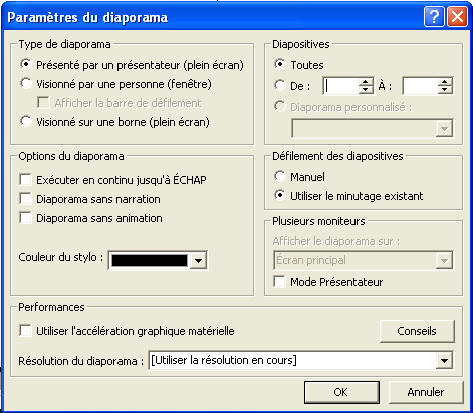 Paramètres du diaporama
Type de diaporama
Présenté par un présentateur (plein écran)
Visionné par une personne (fenêtre)
Afficher la barre de défilement
Visionné sur une borne (plein écran)
Diapositives
Toutes
De : À :
Diaporama personnalisé :
Options du diaporama
Exécuter en continu jusqu'à ÉCHAP
Diaporama sans narration
Diaporama sans animation
Couleur du stylo :
Défilement des diapositives
Manuel
Utiliser le minutage existant
Plusieurs moniteurs
Afficher le diaporama sur :
Écran principal
Mode Présentateur
Performances
Utiliser l'accélération graphique matérielle
Conseils
Résolution du diaporama : [Utiliser la résolution en cours]
OK Annuler